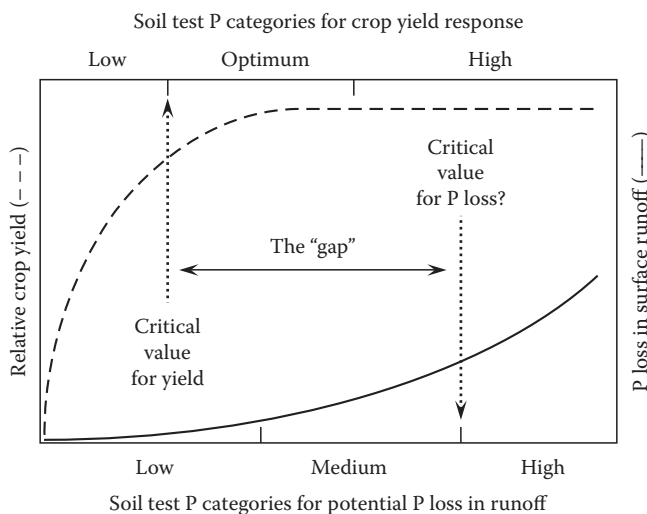 Soil test P categories for crop yield response
Low Optimum High
Relative crop yield (– – –)
Critical
value
for P loss?
The “gap”
Critical
value
for yield
P loss in surface runoff (——)
Low Medium High
Soil test P categories for potential P loss in runoff